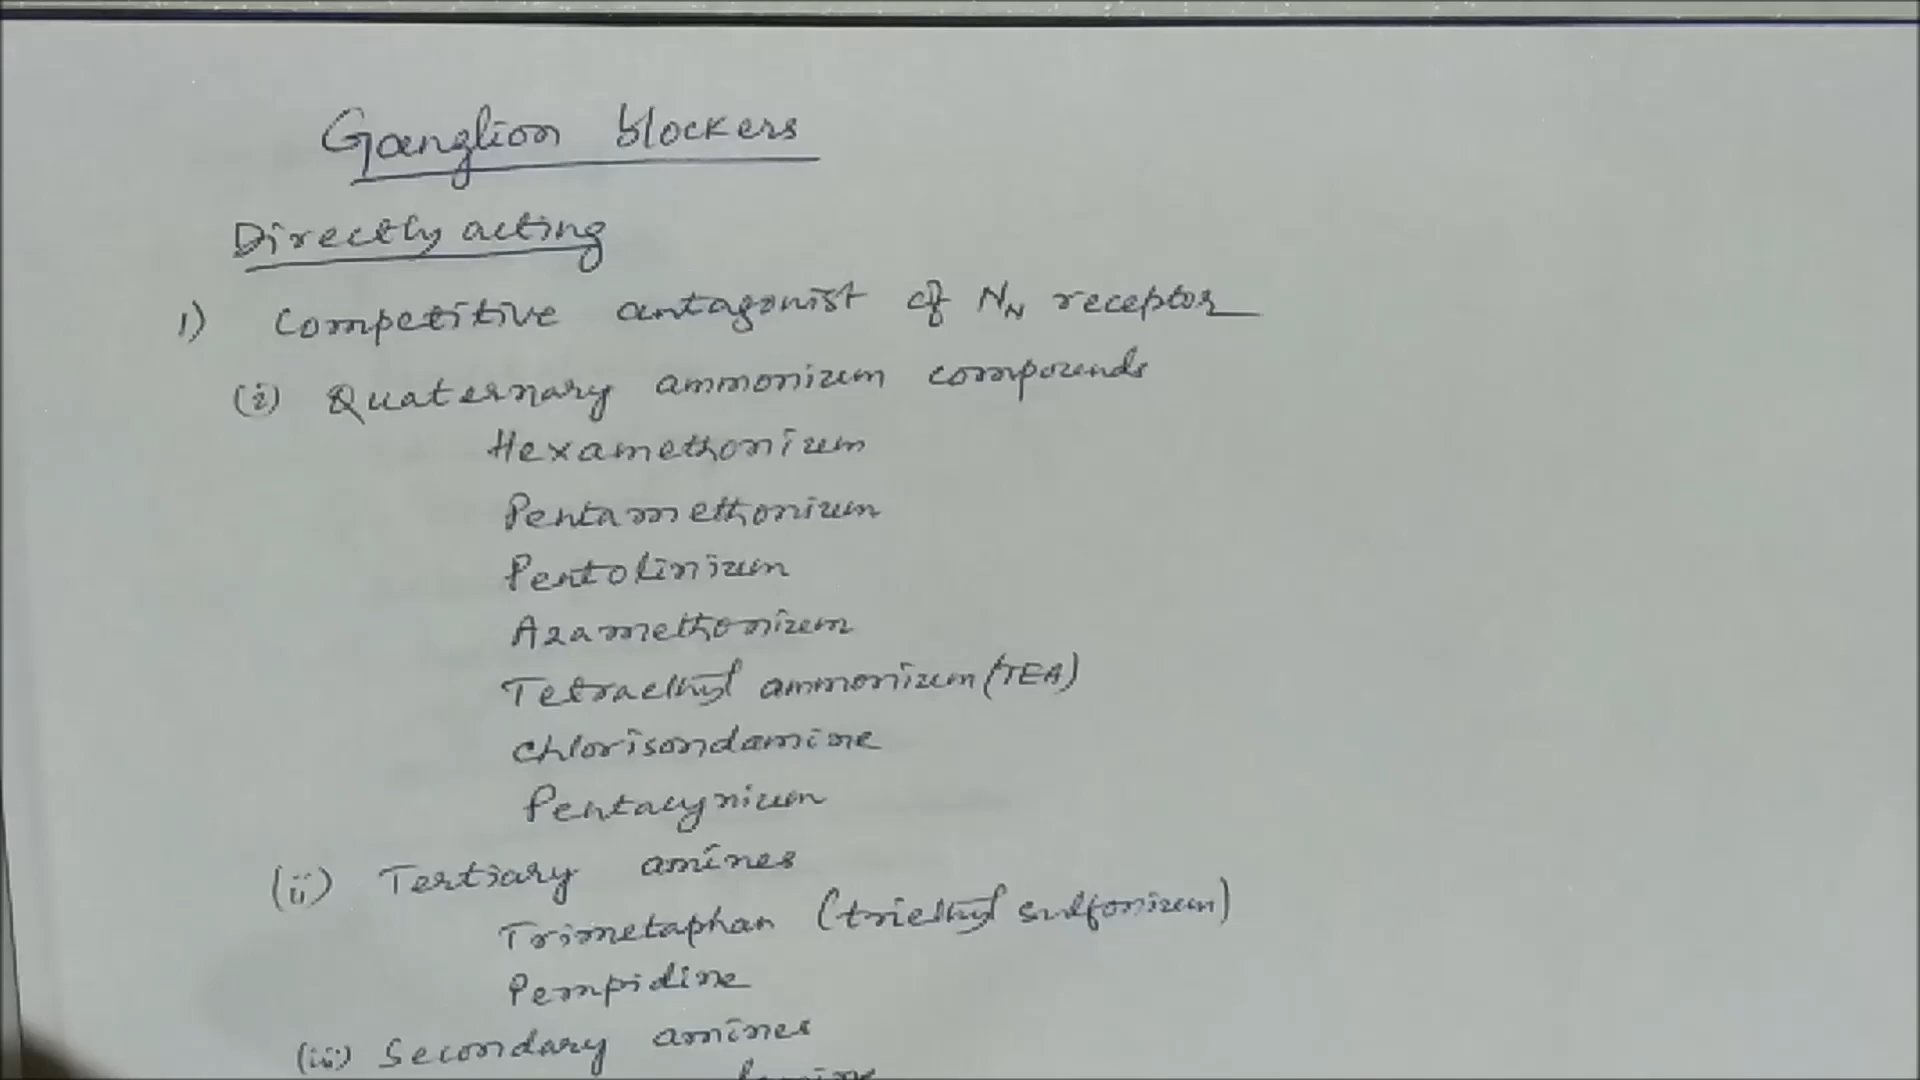 Ganglion blockers
Directly acting
1) Competitive antagonist of NN receptor
(i) Quaternary ammonium compounds
Hexamethonium
Pentamethonium
Pentolinium
Azamethonium
Tetraethyl ammonium (TEA)
Chlorisondamine
Pentacynium
(ii) Tertiary amines
Trimetaphan (triethyl sulfonium)
Pempidine
(iii) Secondary amines